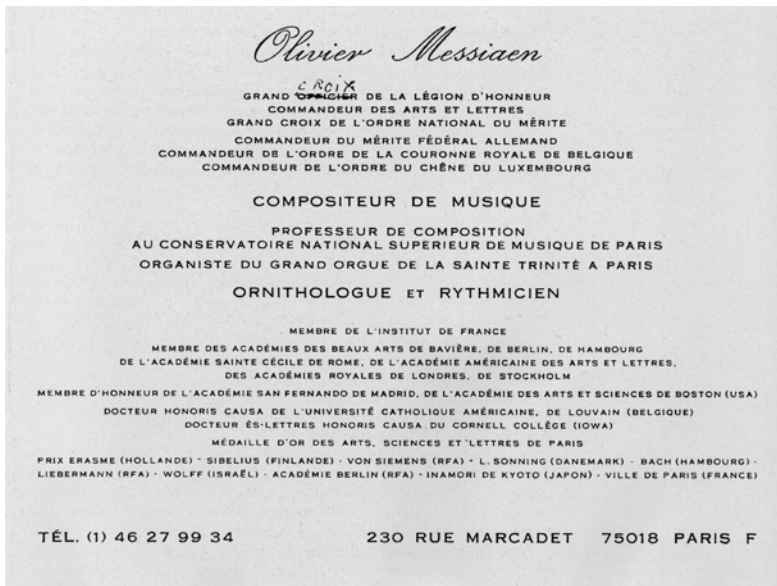 Olivier Messiaen
CROIX
GRAND OFFICIER DE LA LÉGION D'HONNEUR
COMMANDEUR DES ARTS ET LETTRES
GRAND CROIX DE L'ORDRE NATIONAL DU MÉRITE
COMMANDEUR DU MÉRITE FÉDÉRAL ALLEMAND
COMMANDEUR DE L'ORDRE DE LA COURONNE ROYALE DE BELGIQUE
COMMANDEUR DE L'ORDRE DU CHÊNE DU LUXEMBOURG
COMPOSITEUR DE MUSIQUE
PROFESSEUR DE COMPOSITION
AU CONSERVATOIRE NATIONAL SUPÉRIEUR DE MUSIQUE DE PARIS
ORGANISTE DU GRAND ORGUE DE LA SAINTE TRINITÉ A PARIS
ORNITHOLOGUE ET RYTHMICIEN
MEMBRE DE L'INSTITUT DE FRANCE
MEMBRE DES ACADÉMIES DES BEAUX ARTS DE BAVIÈRE, DE BERLIN, DE HAMBOURG
DE L'ACADÉMIE SAINTE CÉCILE DE ROME, DE L'ACADÉMIE AMÉRICAINE DES ARTS ET LETTRES,
DES ACADÉMIES ROYALES DE LONDRES, DE STOCKHOLM
MEMBRE D'HONNEUR DE L'ACADÉMIE SAN FERNANDO DE MADRID, DE L'ACADÉMIE DES ARTS ET SCIENCES DE BOSTON (USA)
DOCTEUR HONORIS CAUSA DE L'UNIVERSITÉ CATHOLIQUE AMÉRICAINE, DE LOUVAIN (BELGIQUE)
DOCTEUR ÈS-LETTRES HONORIS CAUSA DU CORNELL COLLÈGE (IOWA)
MÉDAILLE D'OR DES ARTS, SCIENCES ET LETTRES DE PARIS
PRIX ERASME (HOLLANDE) - SIBELIUS (FINLANDE) - VON SIEMENS (RFA) - L. SONNING (DANEMARK) - BACH (HAMBOURG) -
LIEBERMANN (RFA) - WOLFF (ISRAËL) - ACADÉMIE BERLIN (RFA) - INAMORI DE KYOTO (JAPON) - VILLE DE PARIS (FRANCE)
TÉL. (1) 46 27 99 34 230 RUE MARCADET 75018 PARIS F